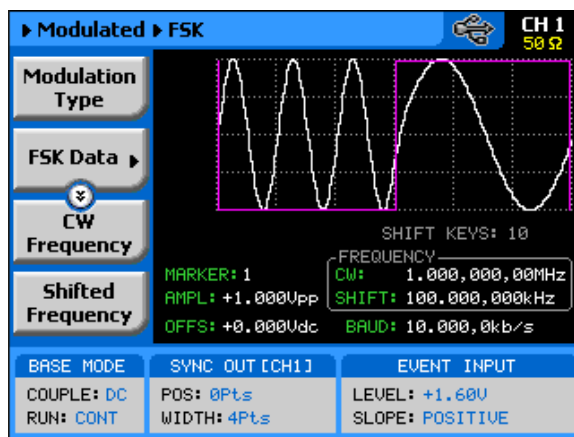 Modulated FSK
CH 1
50 Ω
Modulation
Type
FSK Data
CW
Frequency
Shifted
Frequency
SHIFT KEYS: 10
FREQUENCY
MARKER: 1
CW: 1.000,000,00MHz
AMPL: +1.000Vpp
SHIFT: 100.000,000kHz
OFFS: +0.000Vdc
BAUD: 10.000,0kb/s
BASE MODE
COUPLE: DC
RUN: CONT
SYNC OUT [CH1]
POS: 0Pts
WIDTH: 4Pts
EVENT INPUT
LEVEL: +1.60V
SLOPE: POSITIVE